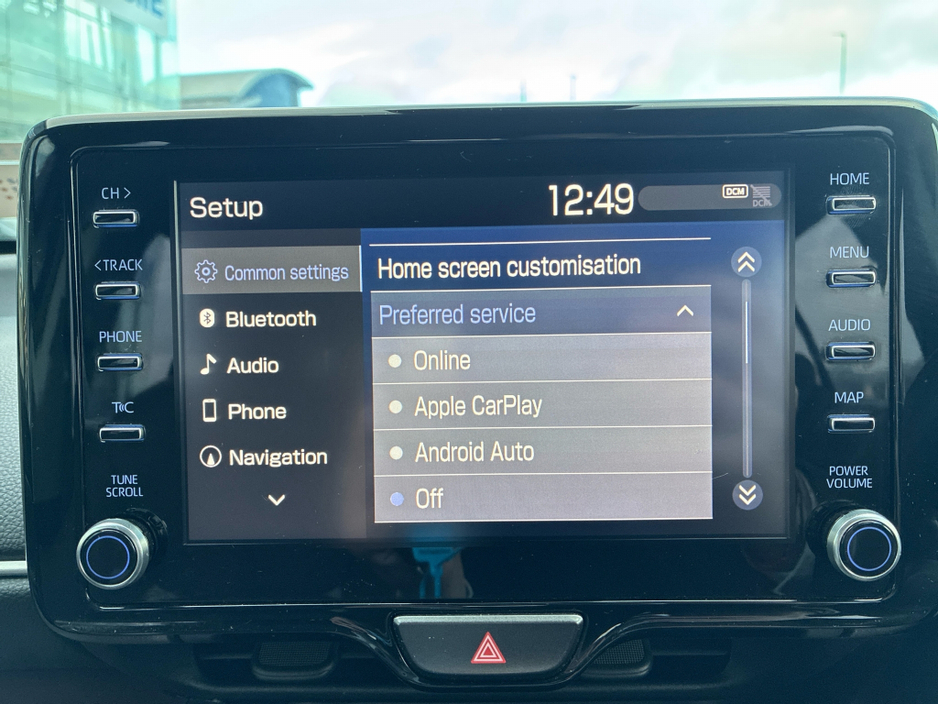 CH >
< TRACK
PHONE
TUNE
SCROLL
Setup
12:49
DCM
Common settings
Bluetooth
Audio
Phone
Navigation
Home screen customisation
Preferred service
Online
Apple CarPlay
Android Auto
Off
HOME
MENU
AUDIO
MAP
POWER
VOLUME